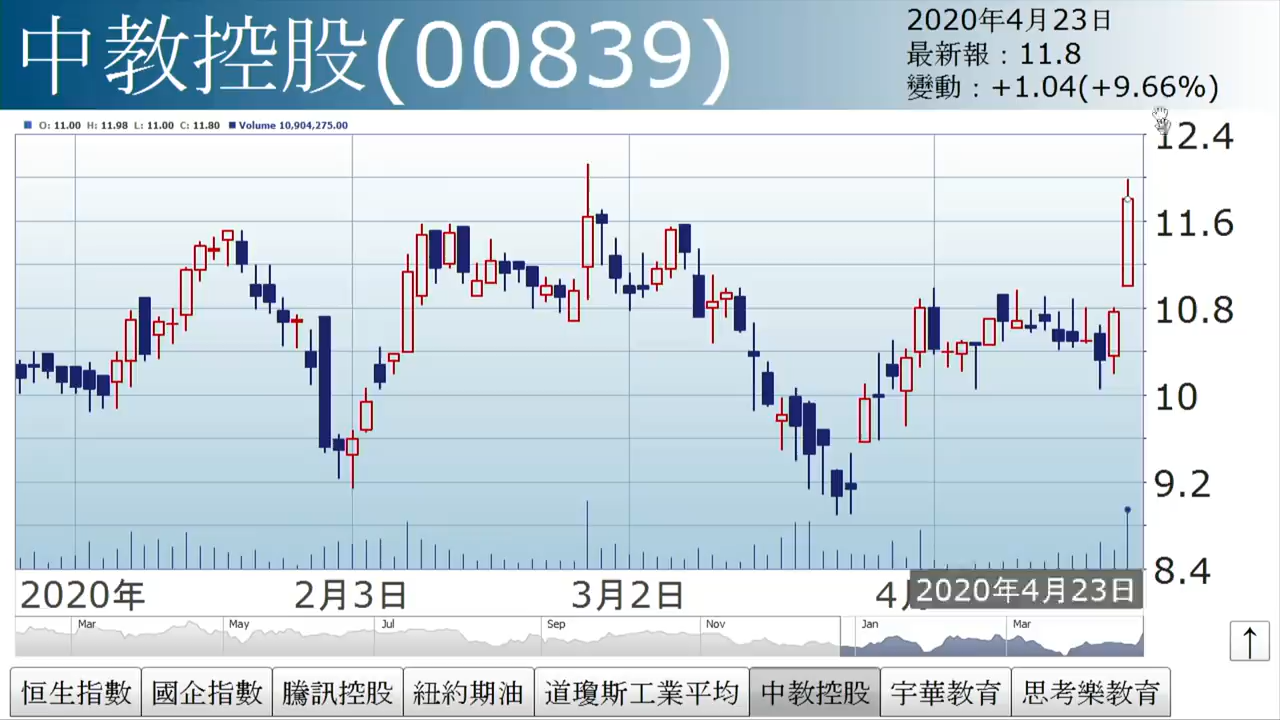 中教控股(00839)
2020年4月23日
最新報：11.8
變動：+1.04(+9.66%)
O: 11.00 H: 11.98 L: 11.00 C: 11.80 Volume 10,904,275.00
12.4
11.6
10.8
10
9.2
8.4
2020年 2月3日 3月2日 4月 2020年4月23日
Mar May Jul Sep Nov Jan Mar
↑
恒生指數 國企指數 騰訊控股 紐約期油 道瓊斯工業平均 中教控股 宇華教育 思考樂教育